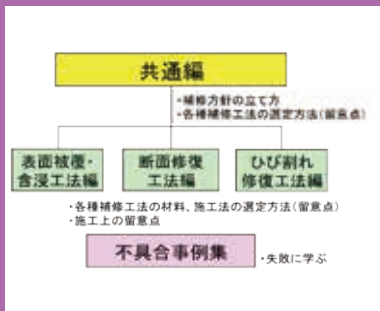 共通編
・補修方針の立て方
・各種補修工法の選定方法(留意点)
表面被覆・
含浸工法編
断面修復
工法編
ひび割れ
修復工法編
・各種補修工法の材料、施工法の選定方法(留意点)
・施工上の留意点
不具合事例集
・失敗に学ぶ